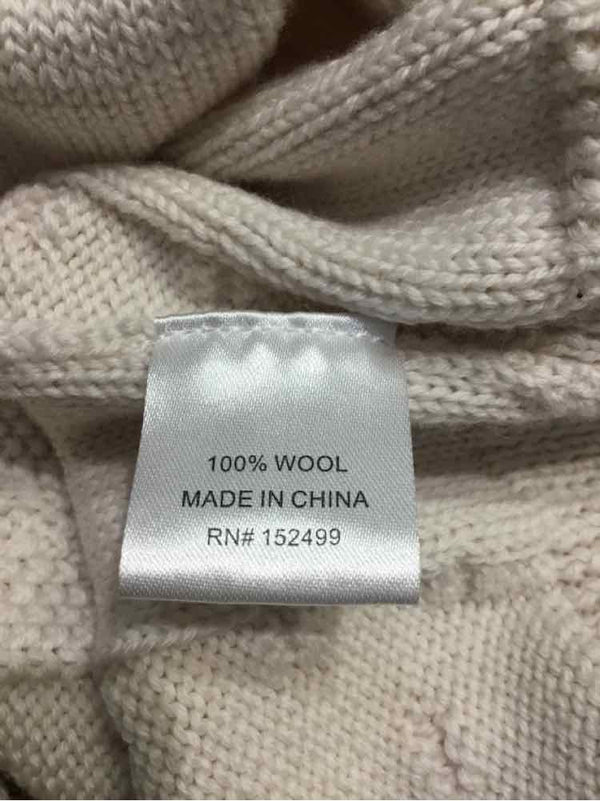 100% WOOL
MADE IN CHINA
RN# 152499